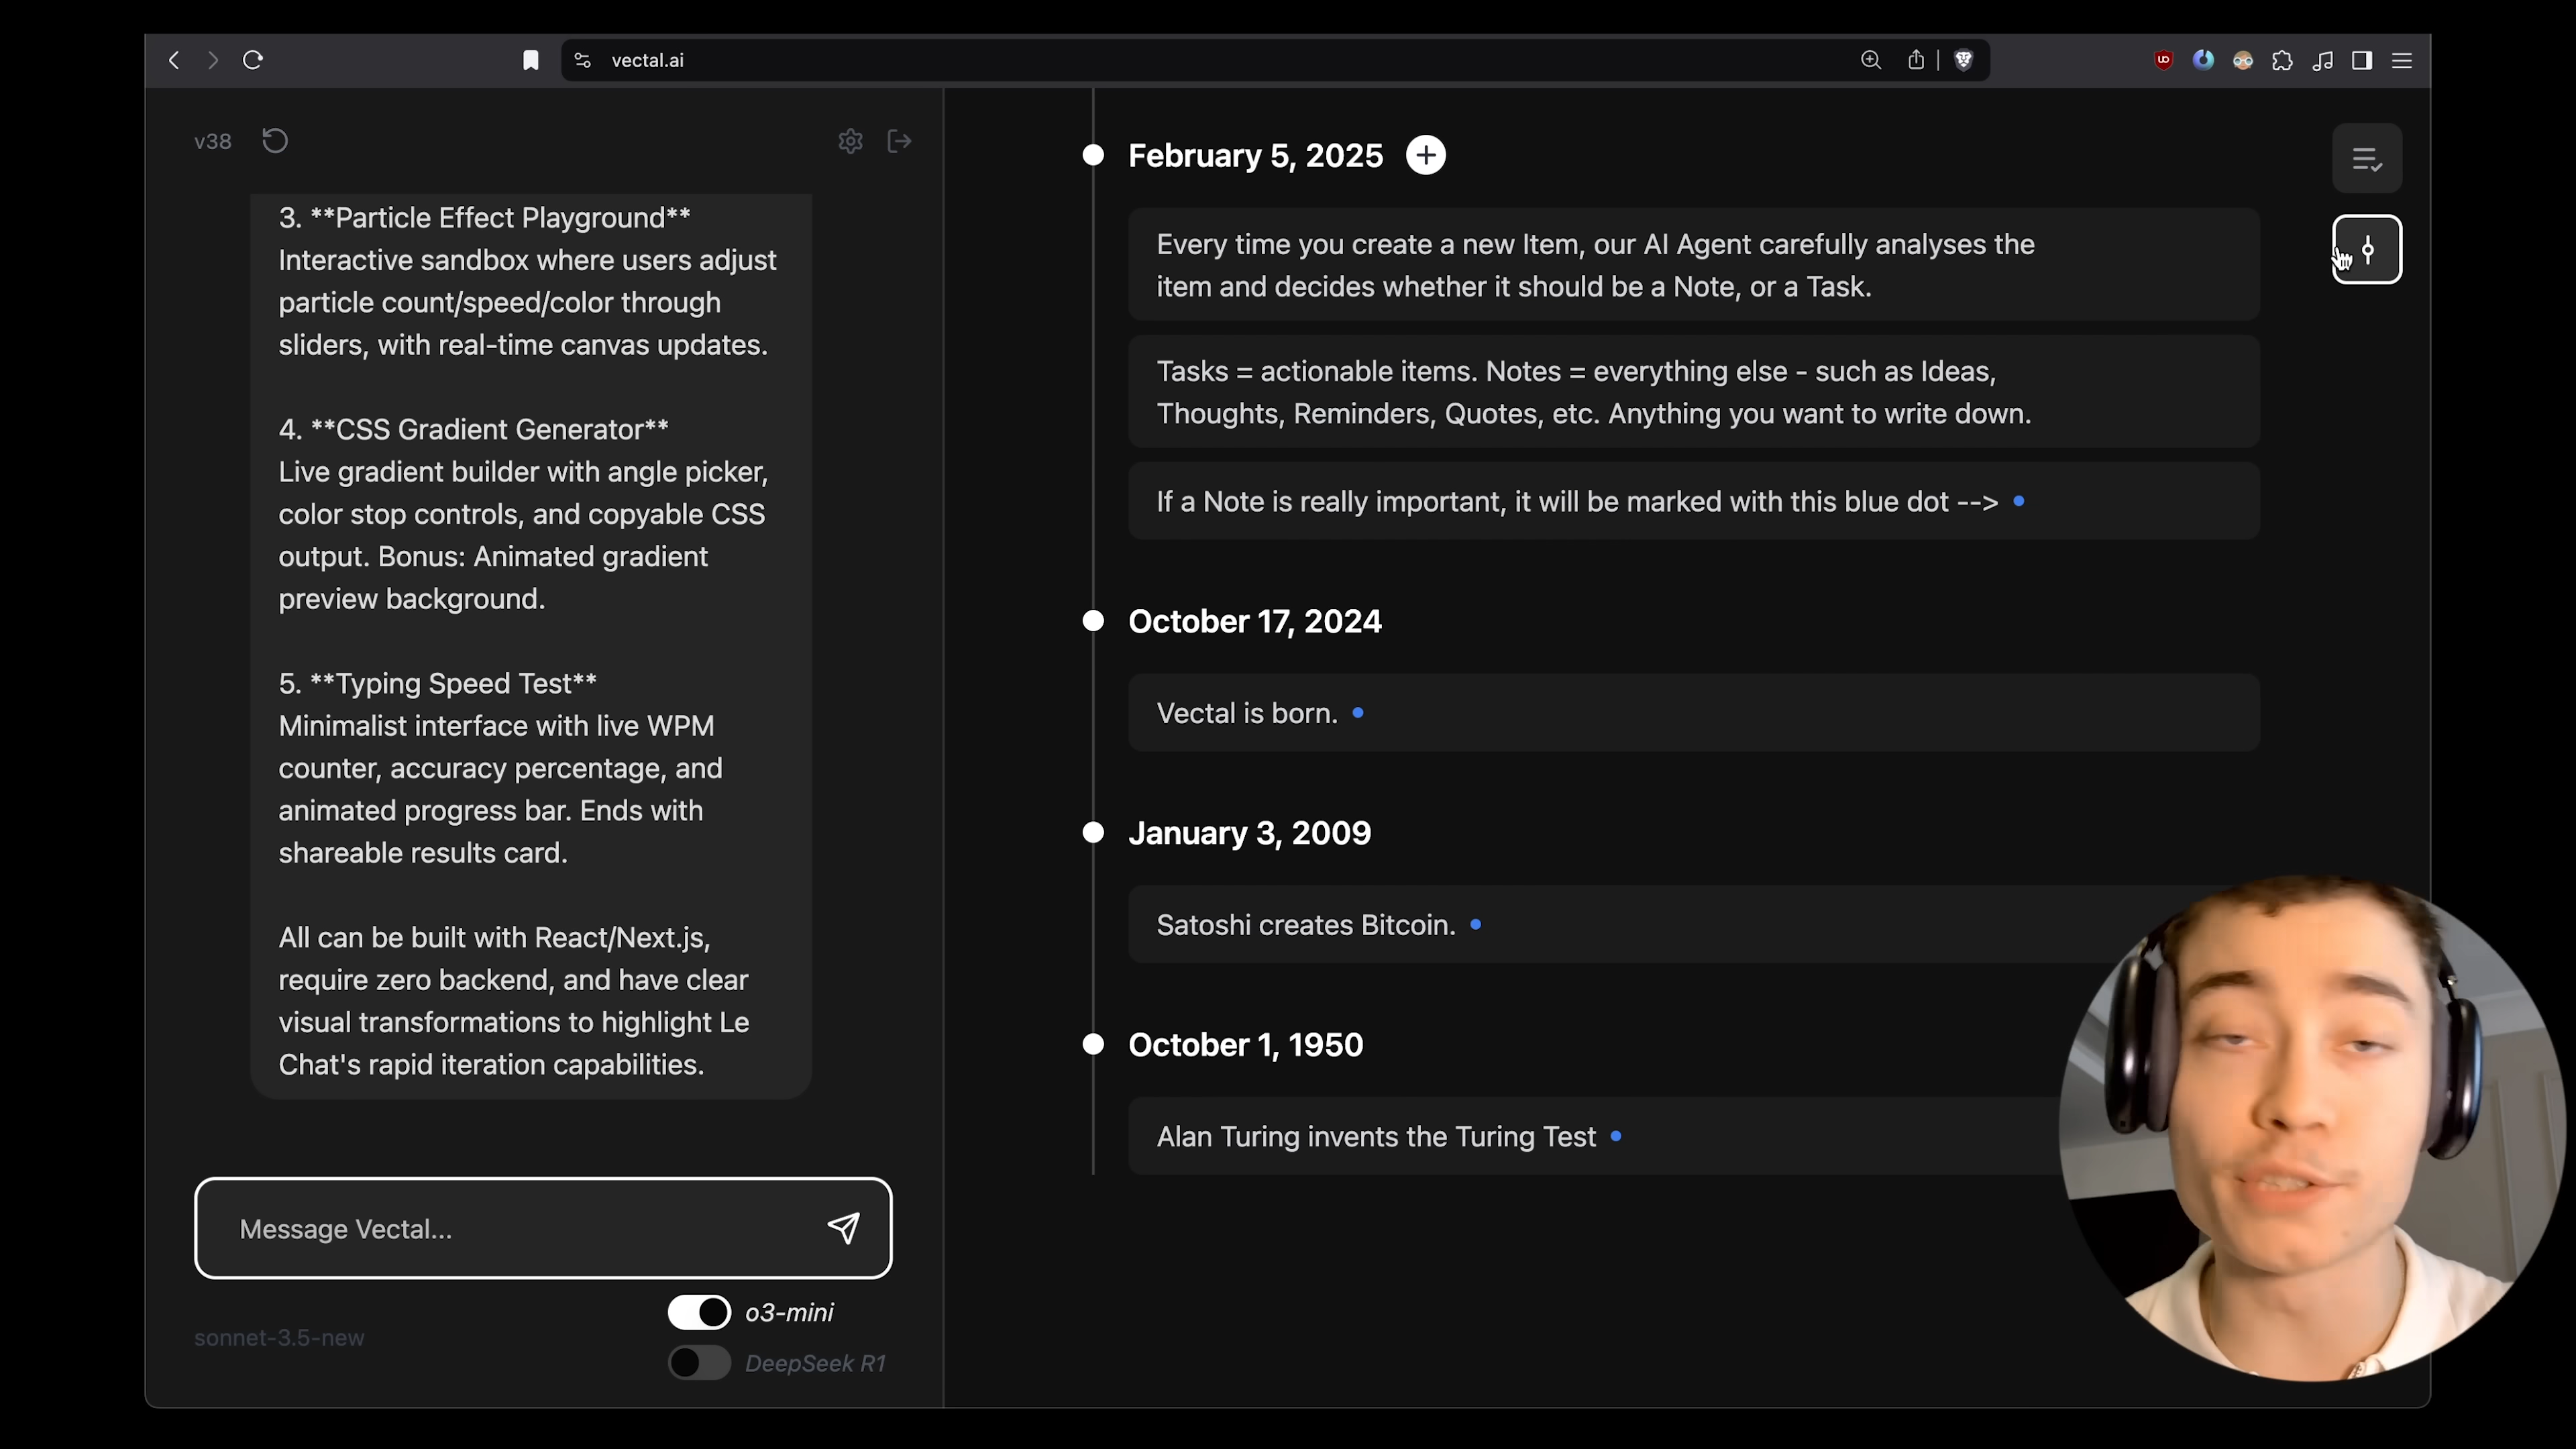 vectal.ai
v38
3. **Particle Effect Playground**
Interactive sandbox where users adjust
particle count/speed/color through
sliders, with real-time canvas updates.
4. **CSS Gradient Generator**
Live gradient builder with angle picker,
color stop controls, and copyable CSS
output. Bonus: Animated gradient
preview background.
5. **Typing Speed Test**
Minimalist interface with live WPM
counter, accuracy percentage, and
animated progress bar. Ends with
shareable results card.
All can be built with React/Next.js,
require zero backend, and have clear
visual transformations to highlight Le
Chat's rapid iteration capabilities.
Message Vectal...
o3-mini
sonnet-3.5-new
DeepSeek R1
February 5, 2025
Every time you create a new Item, our AI Agent carefully analyses the
item and decides whether it should be a Note, or a Task.
Tasks = actionable items. Notes = everything else - such as Ideas,
Thoughts, Reminders, Quotes, etc. Anything you want to write down.
If a Note is really important, it will be marked with this blue dot -->
October 17, 2024
Vectal is born.
January 3, 2009
Satoshi creates Bitcoin.
October 1, 1950
Alan Turing invents the Turing Test